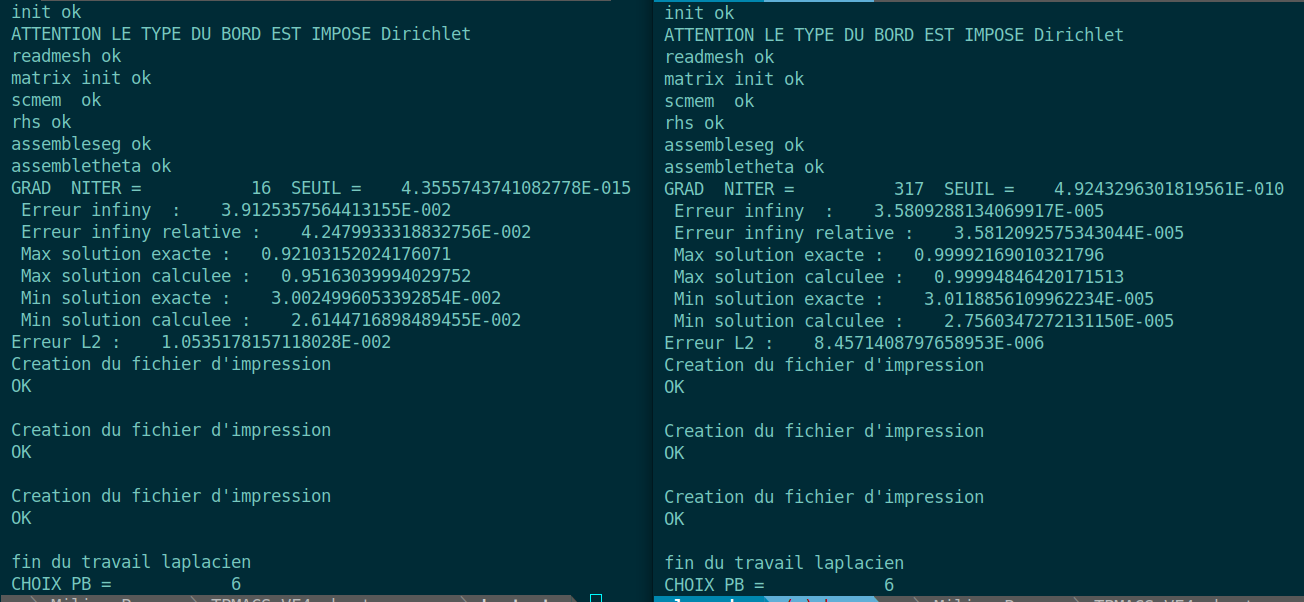 init ok
ATTENTION LE TYPE DU BORD EST IMPOSE Dirichlet
readmesh ok
matrix init ok
scmem  ok
rhs ok
assembleseg ok
assembletheta ok
GRAD  NITER =           16  SEUIL =    4.3555743741082778E-015
Erreur infiny  :    3.9125357564413155E-002
Erreur infiny relative :    4.2479933318832756E-002
Max solution exacte :   0.92103152024176071
Max solution calculee :   0.95163039994029752
Min solution exacte :    3.0024996053392854E-002
Min solution calculee :    2.6144716898489455E-002
Erreur L2 :    1.0535178157118028E-002
Creation du fichier d'impression
OK
Creation du fichier d'impression
OK
Creation du fichier d'impression
OK
fin du travail laplacien
CHOIX PB =            6
init ok
ATTENTION LE TYPE DU BORD EST IMPOSE Dirichlet
readmesh ok
matrix init ok
scmem  ok
rhs ok
assembleseg ok
assembletheta ok
GRAD  NITER =          317  SEUIL =    4.9243296301819561E-010
Erreur infiny  :    3.5809288134069917E-005
Erreur infiny relative :    3.5812092575343044E-005
Max solution exacte :   0.99992169010321796
Max solution calculee :   0.99994846420171513
Min solution exacte :    3.0118856109962234E-005
Min solution calculee :    2.7560347272131150E-005
Erreur L2 :    8.4571408797658953E-006
Creation du fichier d'impression
OK
Creation du fichier d'impression
OK
Creation du fichier d'impression
OK
fin du travail laplacien
CHOIX PB =            6